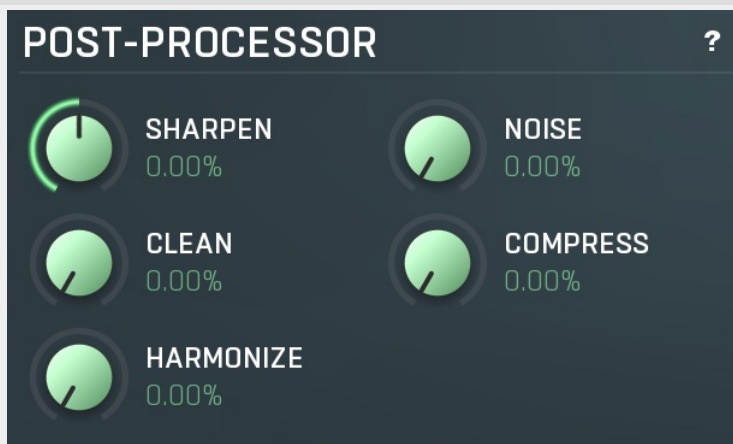 POST-PROCESSOR ?
SHARPEN
0.00%
NOISE
0.00%
CLEAN
0.00%
COMPRESS
0.00%
HARMONIZE
0.00%